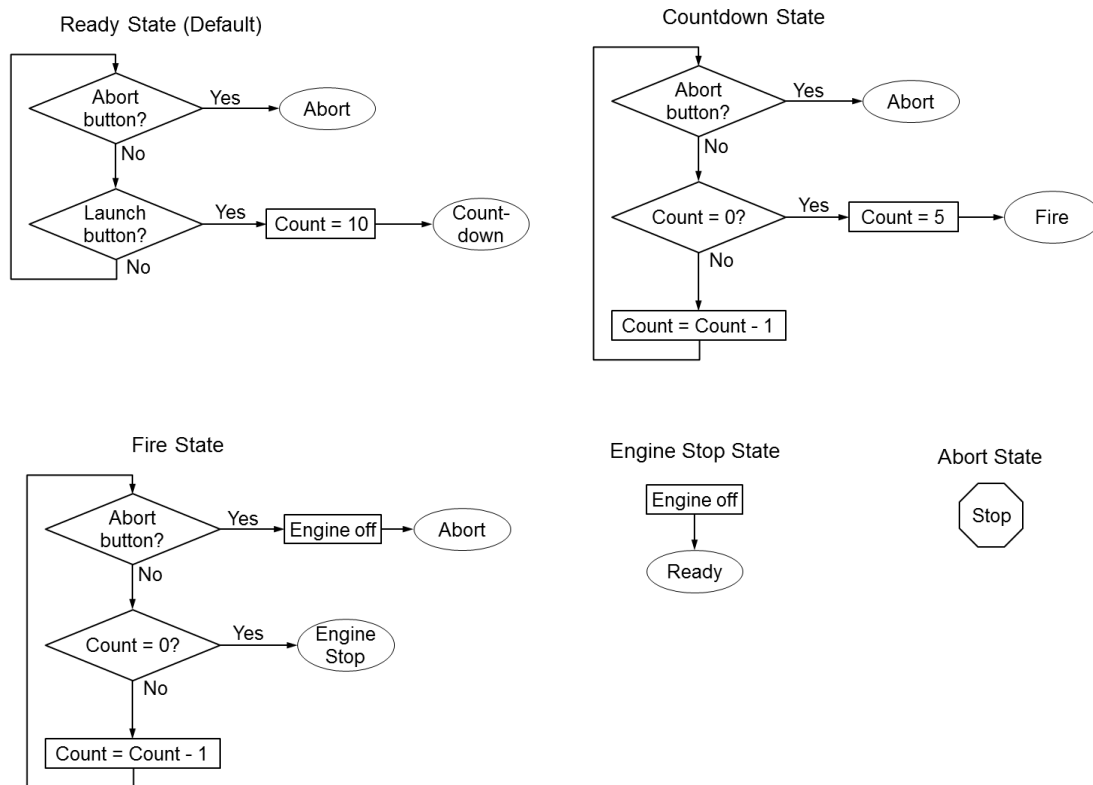 Ready State (Default)
Abort
button?
Yes
Abort
No
Launch
button?
Yes
Count = 10
Count-
down
No
Countdown State
Abort
button?
Yes
Abort
No
Count = 0?
Yes
Count = 5
Fire
No
Count = Count - 1
Fire State
Abort
button?
Yes
Engine off
Abort
No
Count = 0?
Yes
Engine
Stop
No
Count = Count - 1
Engine Stop State
Engine off
Ready
Abort State
Stop